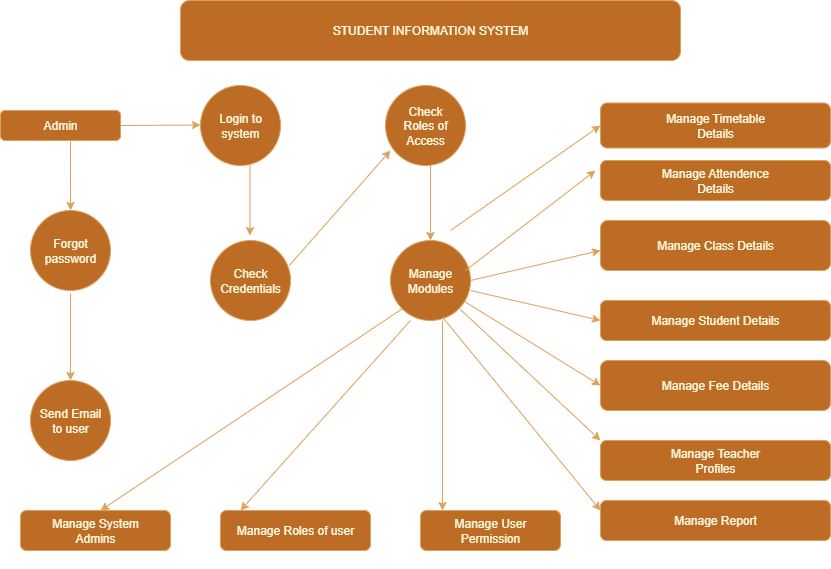 STUDENT INFORMATION SYSTEM
Admin
Login to
system
Check
Roles of
Access
Manage Timetable
Details
Manage Attendence
Details
Forgot
password
Check
Credentials
Manage
Modules
Manage Class Details
Manage Student Details
Manage Fee Details
Send Email
to user
Manage Teacher
Profiles
Manage System
Admins
Manage Roles of user
Manage User
Permission
Manage Report